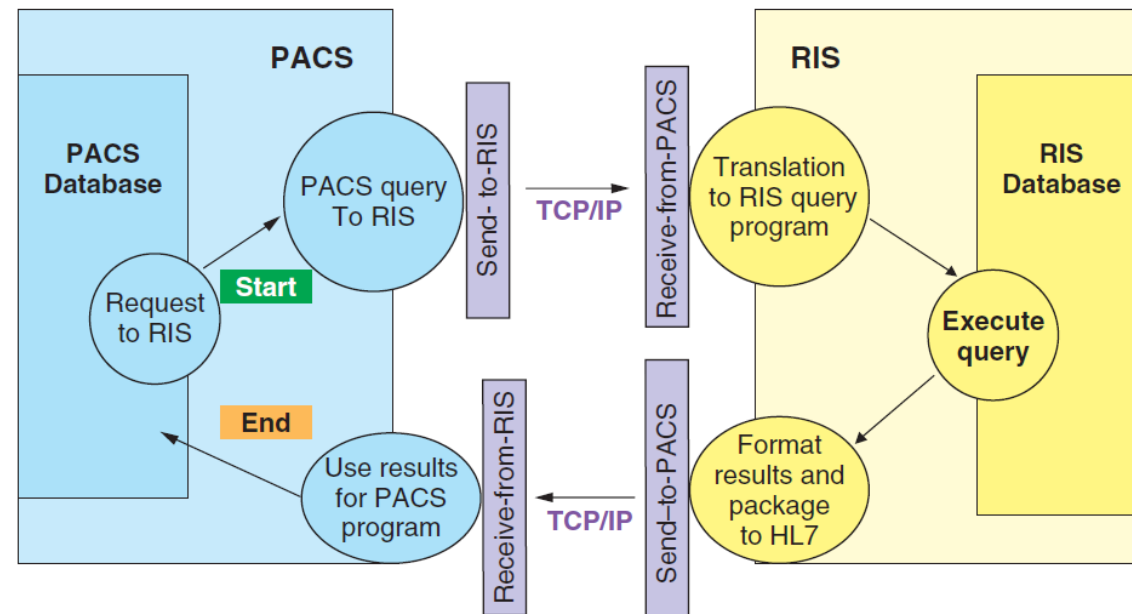 PACS
RIS
PACS
Database
PACS query
To RIS
Send- to-RIS
TCP/IP
Receive-from-PACS
Translation
to RIS query
program
RIS
Database
Start
Request
to RIS
Execute
query
End
Use results
for PACS
program
Receive-from-RIS
TCP/IP
Send–to-PACS
Format
results and
package
to HL7